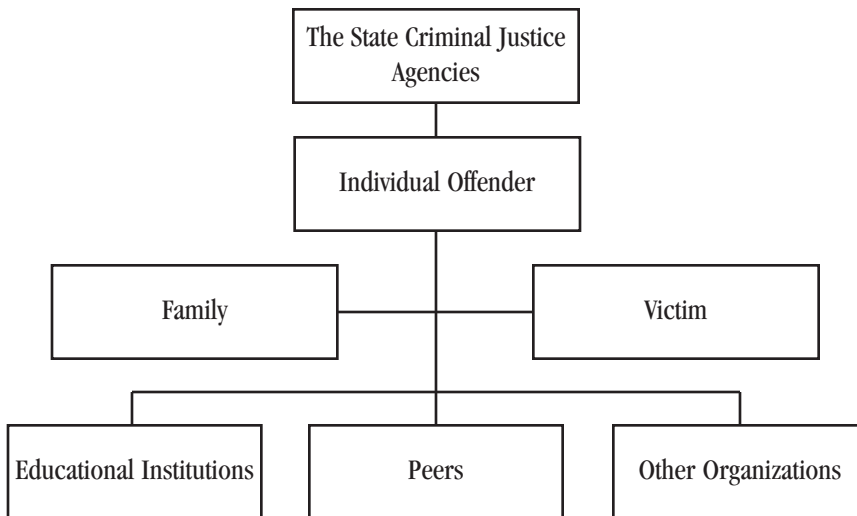 The State Criminal Justice
Agencies
Individual Offender
Family
Victim
Educational Institutions
Peers
Other Organizations